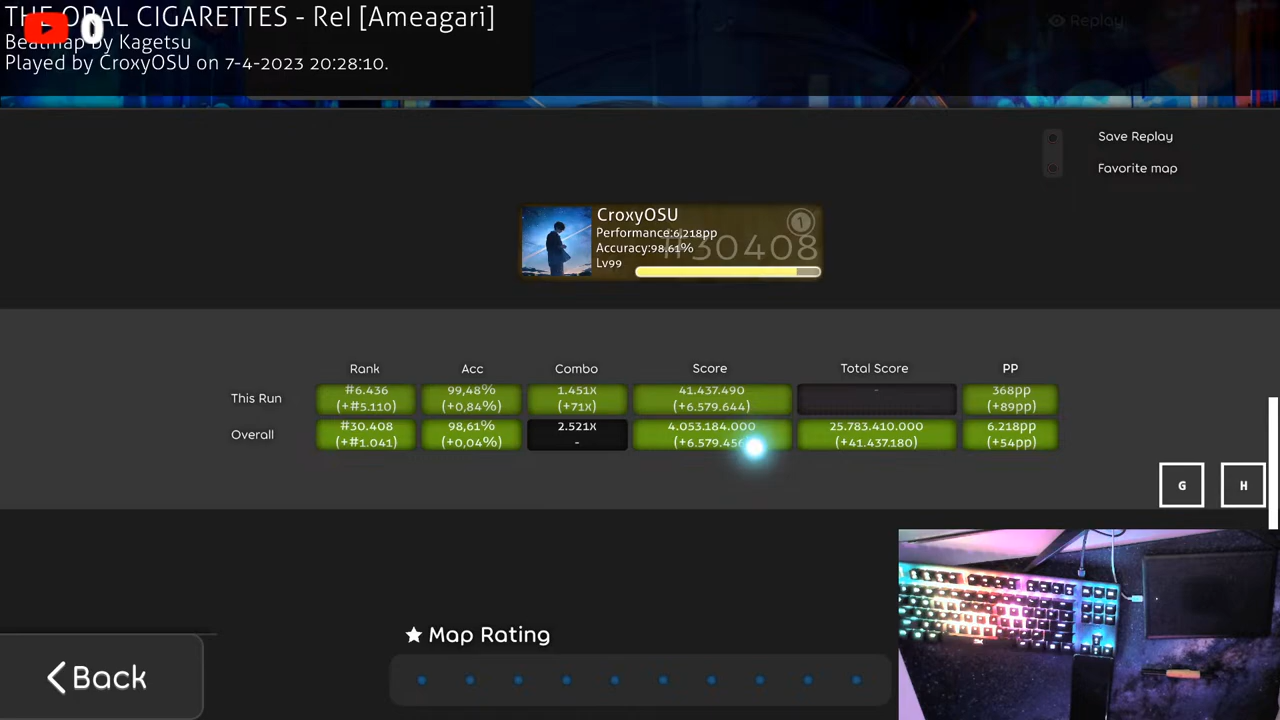 THE ORAL CIGARETTES - ReI [Ameagari]
Beatmap by Kagetsu
Played by CroxyOSU on 7-4-2023 20:28:10.
0
Replay
Save Replay
Favorite map
CroxyOSU
1
Performance:6,218pp
#30408
Accuracy:98.61%
Lv99
Rank Acc Combo Score Total Score PP
This Run #6.436 99,48% 1.451x 41.437.490 - 368pp
(+#5.110) (+0,84%) (+71x) (+6.579.644) (+89pp)
Overall #30.408 98,61% 2.521x 4.053.184.000 25.783.410.000 6.218pp
(+#1.041) (+0,04%) - (+41.437.180) (+54pp)
G H
Map Rating
Back